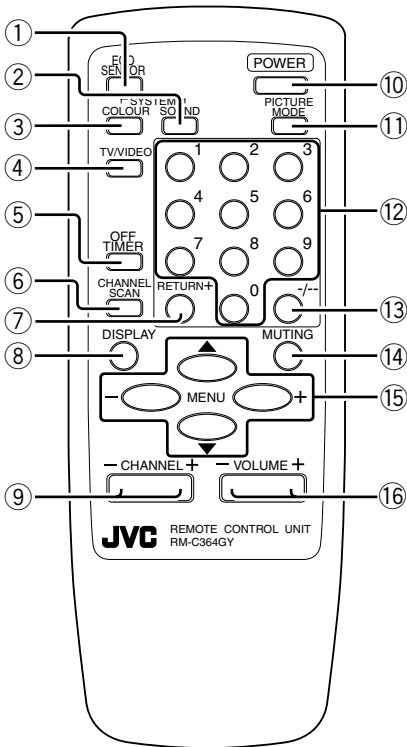 ①
ECO
SENSOR
POWER
②
⑩
SYSTEM
③
COLOUR
SOUND
PICTURE
MODE
⑪
④
TV/VIDEO
1
2
3
4
5
6
⑫
⑤
OFF
TIMER
7
8
9
⑥
CHANNEL
SCAN
RETURN+
0
-/--
⑬
⑦
⑧
DISPLAY
MUTING
⑭
▲
− MENU +
⑮
▼
− CHANNEL +
− VOLUME +
⑨
⑯
JVC
REMOTE CONTROL UNIT
RM-C364GY